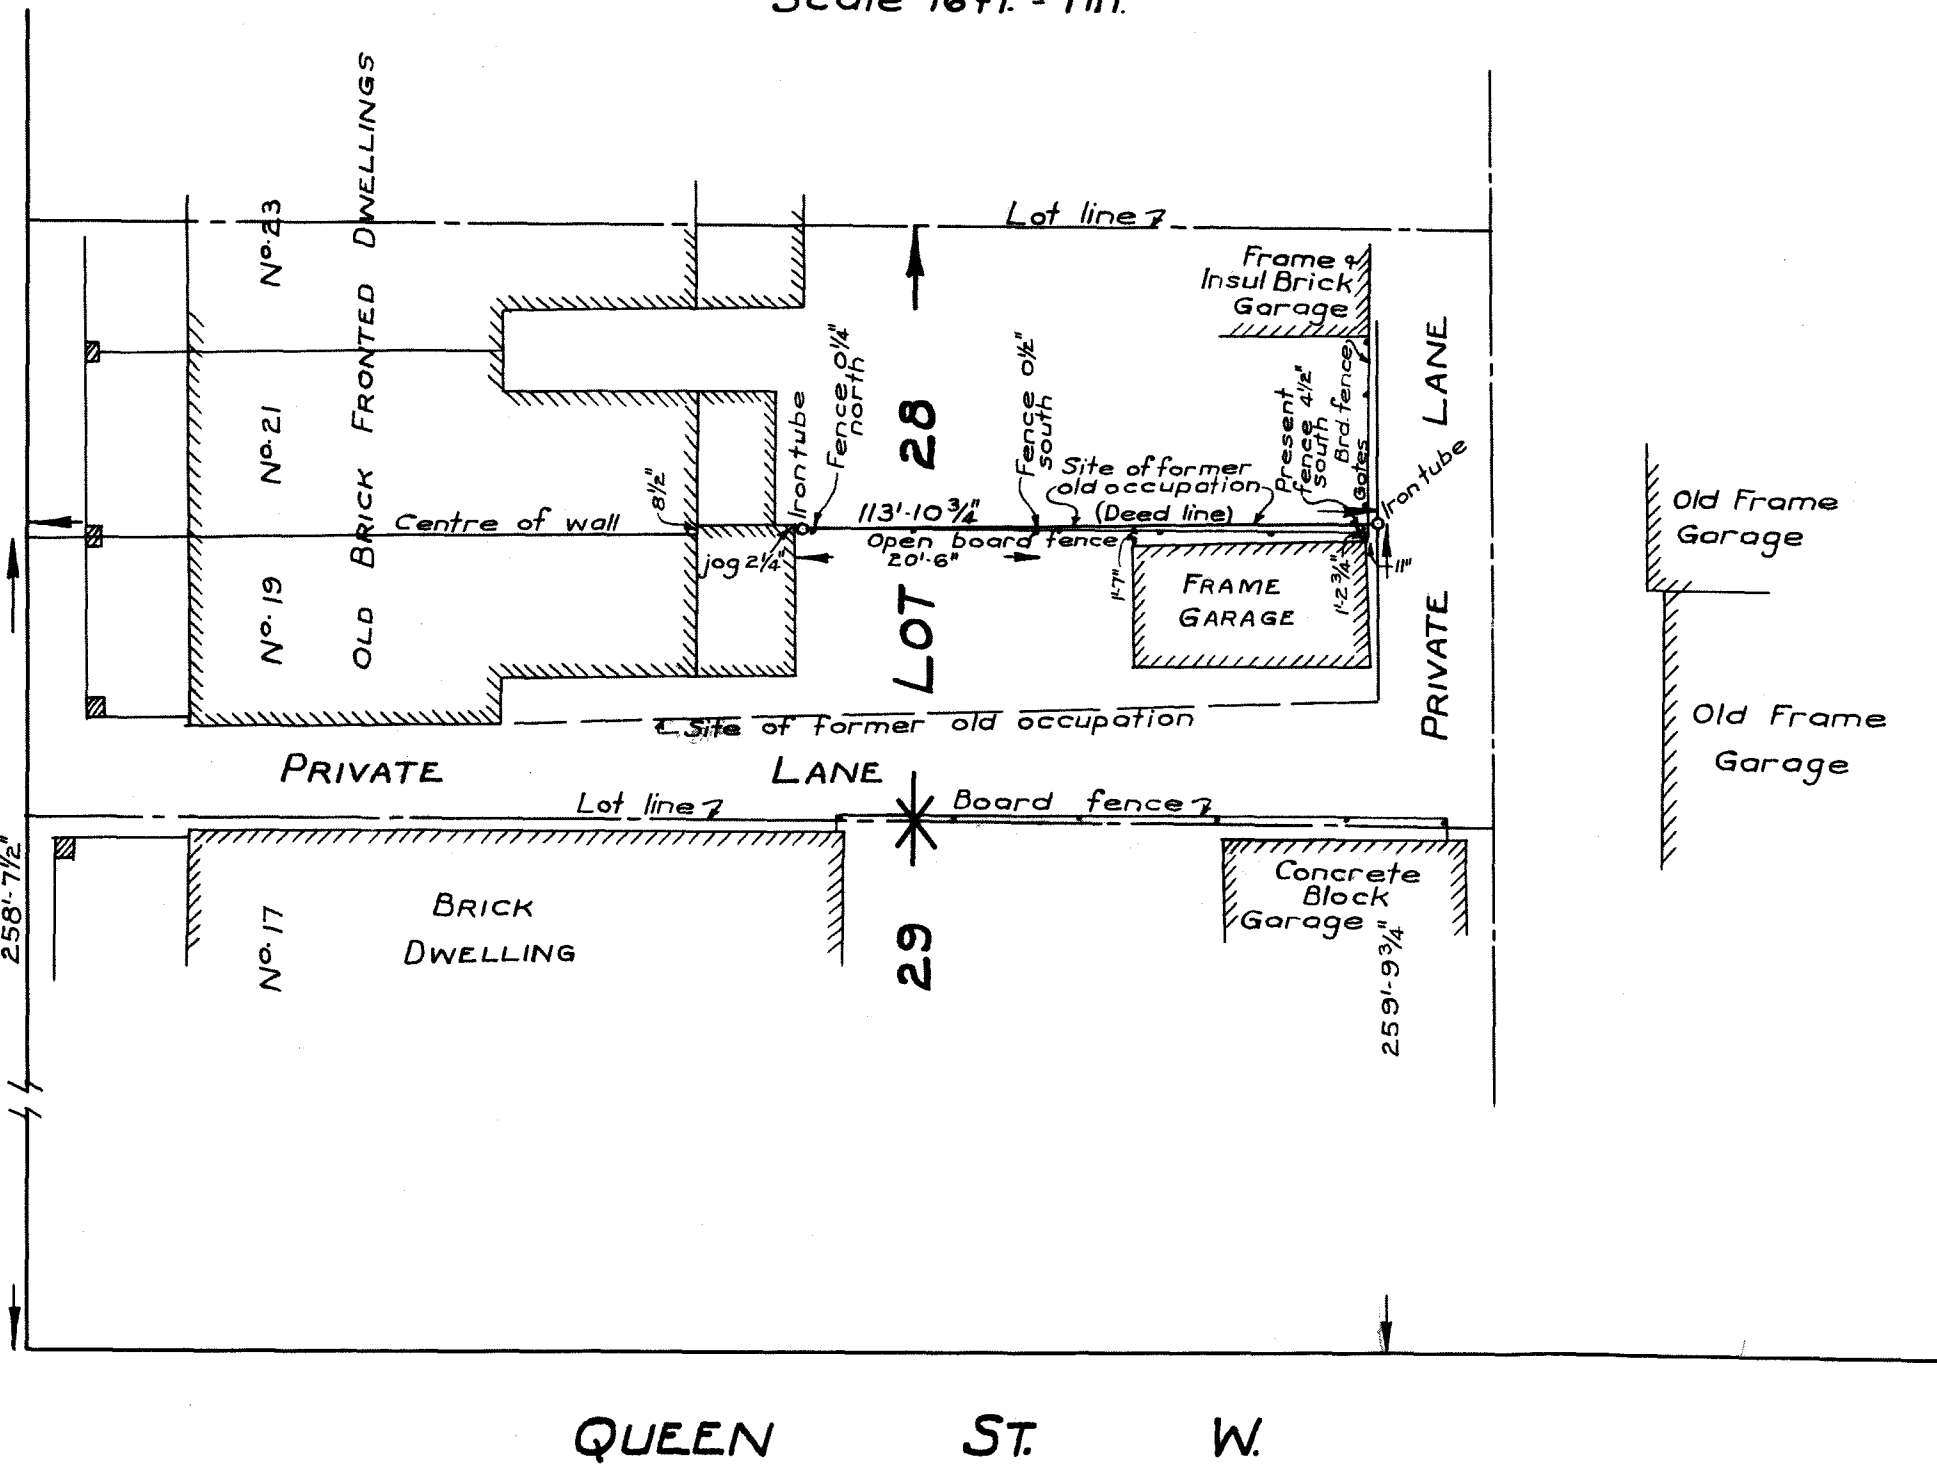 Scale 16ft. = 1in.
Lot line
No. 23
No. 21
No. 19
OLD BRICK FRONTED DWELLINGS
Frame &
Insul Brick
Garage
Iron tube
Fence 0¼"
north
28
Fence 0½"
south
Present
fence 4½"
south
Brd. fence
Gates
Iron tube
PRIVATE LANE
Site of former
old occupation
(Deed line)
8½"
Centre of wall
113'-10¾"
Open board fence
20'-6"
jog 2¼"
1'-7"
1'-2¾"
11"
FRAME
GARAGE
LOT
Old Frame
Garage
Old Frame
Garage
Site of former old occupation
PRIVATE LANE
Lot line
Board fence
258'-7½"
No. 17
BRICK
DWELLING
29
Concrete
Block
Garage
259'-9¾"
QUEEN ST. W.